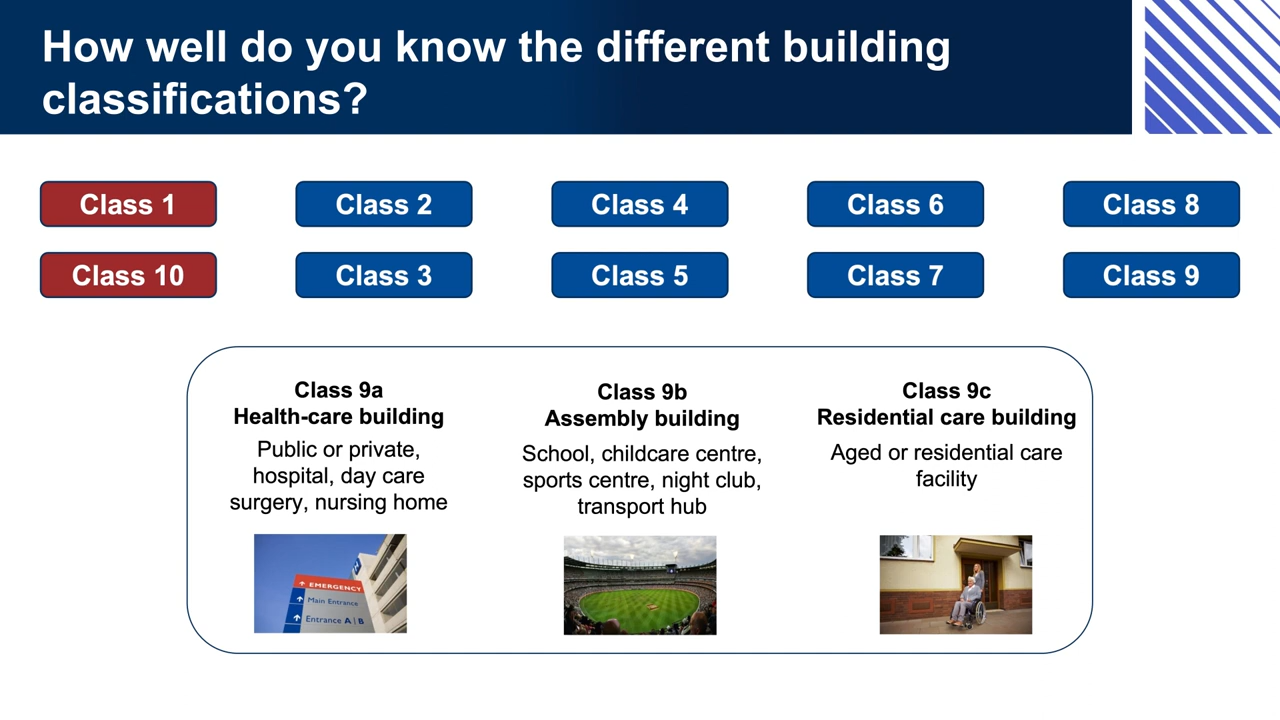 How well do you know the different building
classifications?
Class 1
Class 2
Class 4
Class 6
Class 8
Class 10
Class 3
Class 5
Class 7
Class 9
Class 9a
Health-care building
Public or private,
hospital, day care
surgery, nursing home
EMERGENCY
Main Entrance
Entrance A | B
Class 9b
Assembly building
School, childcare centre,
sports centre, night club,
transport hub
Class 9c
Residential care building
Aged or residential care
facility